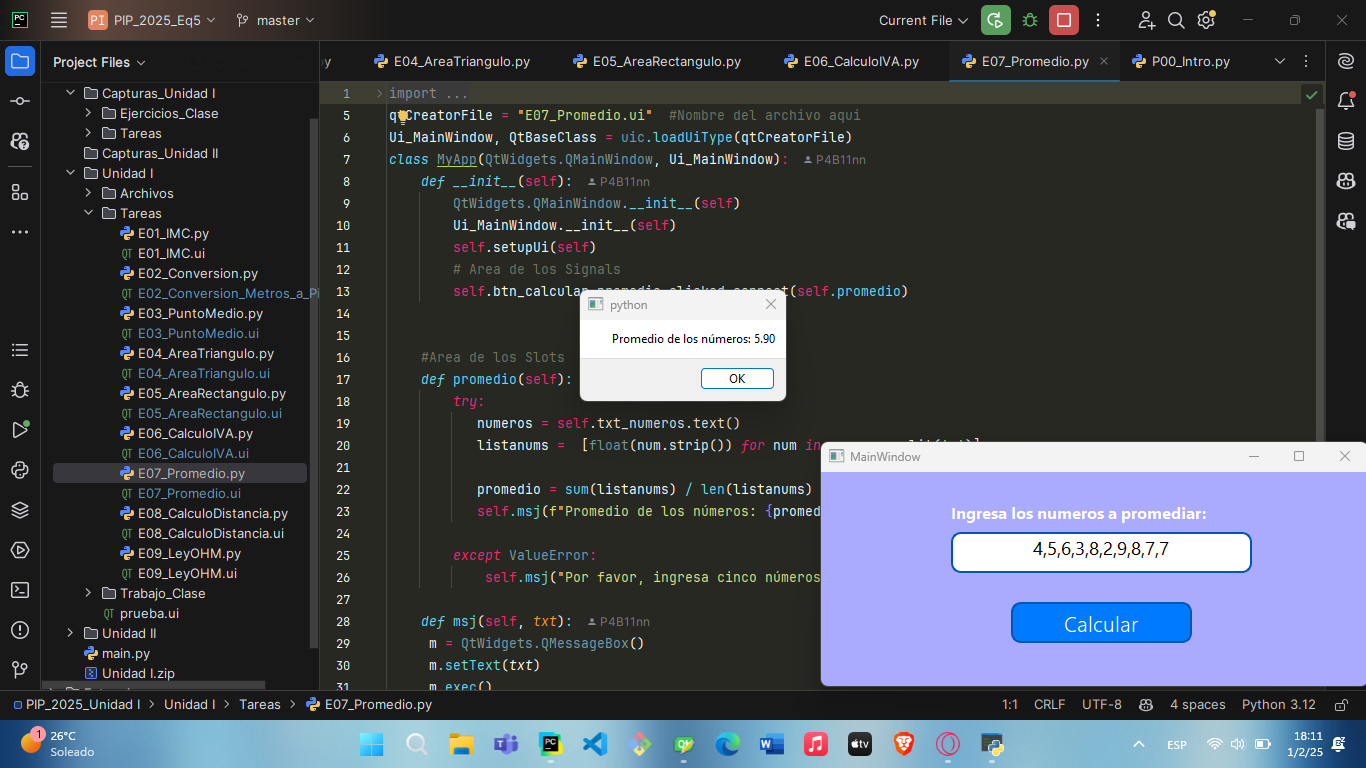 PI PIP_2025_Eq5 master Current File
Project Files
y E04_AreaTriangulo.py E05_AreaRectangulo.py E06_CalculoIVA.py E07_Promedio.py P00_Intro.py
Capturas_Unidad I
Ejercicios_Clase
Tareas
Capturas_Unidad II
Unidad I
Archivos
Tareas
E01_IMC.py
E01_IMC.ui
E02_Conversion.py
E02_Conversion_Metros_a_Pi
E03_PuntoMedio.py
E03_PuntoMedio.ui
E04_AreaTriangulo.py
E04_AreaTriangulo.ui
E05_AreaRectangulo.py
E05_AreaRectangulo.ui
E06_CalculoIVA.py
E06_CalculoIVA.ui
E07_Promedio.py
E07_Promedio.ui
E08_CalculoDistancia.py
E08_CalculoDistancia.ui
E09_LeyOHM.py
E09_LeyOHM.ui
Trabajo_Clase
prueba.ui
Unidad II
main.py
Unidad I.zip
1 import ...
5 qtCreatorFile = "E07_Promedio.ui" #Nombre del archivo aqui
6 Ui_MainWindow, QtBaseClass = uic.loadUiType(qtCreatorFile)
7 class MyApp(QtWidgets.QMainWindow, Ui_MainWindow): P4B11nn
8 def __init__(self): P4B11nn
9 QtWidgets.QMainWindow.__init__(self)
10 Ui_MainWindow.__init__(self)
11 self.setupUi(self)
12 # Area de los Signals
13 self.btn_calcular_promedio.clicked.connect(self.promedio)
14
15
16 #Area de los Slots
17 def promedio(self):
18 try:
19 numeros = self.txt_numeros.text()
20 listanums = [float(num.strip()) for num in
21
22 promedio = sum(listanums) / len(listanums)
23 self.msj(f"Promedio de los números: {promed
24
25 except ValueError:
26 self.msj("Por favor, ingresa cinco números
27
28 def msj(self, txt): P4B11nn
29 m = QtWidgets.QMessageBox()
30 m.setText(txt)
31 m.exec()
python
Promedio de los números: 5.90
OK
MainWindow
Ingresa los numeros a promediar:
4,5,6,3,8,2,9,8,7,7
Calcular
PIP_2025_Unidad I Unidad I Tareas E07_Promedio.py 1:1 CRLF UTF-8 4 spaces Python 3.12
1 26°C
Soleado
ESP
18:11
1/2/25